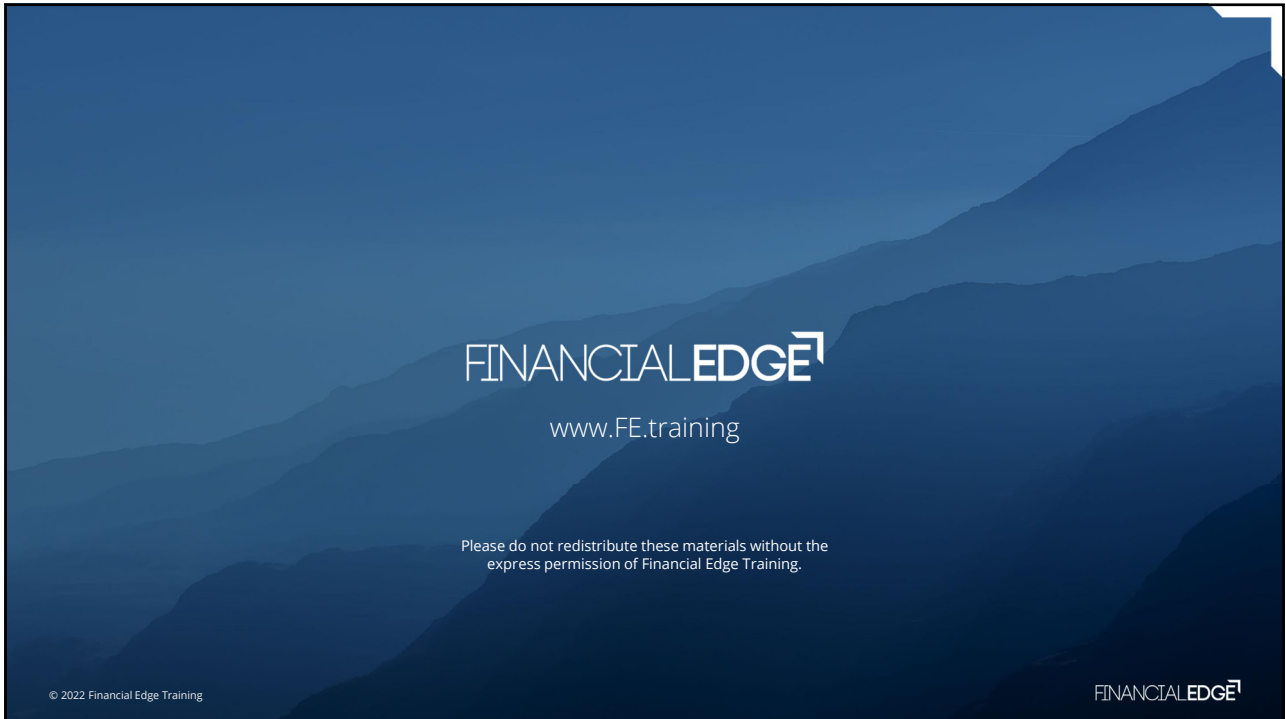 FINANCIALEDGE
www.FE.training
Please do not redistribute these materials without the
express permission of Financial Edge Training.
© 2022 Financial Edge Training
FINANCIALEDGE